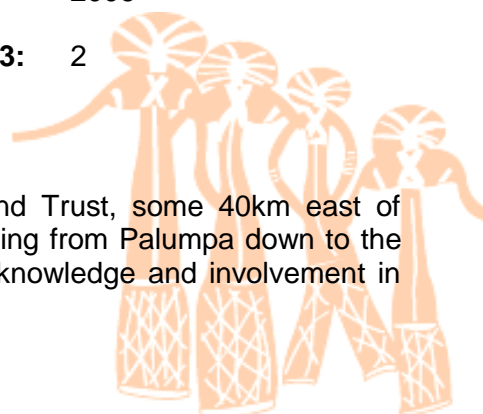 3: 2
nd Trust, some 40km east of
ing from Palumpa down to the
knowledge and involvement in